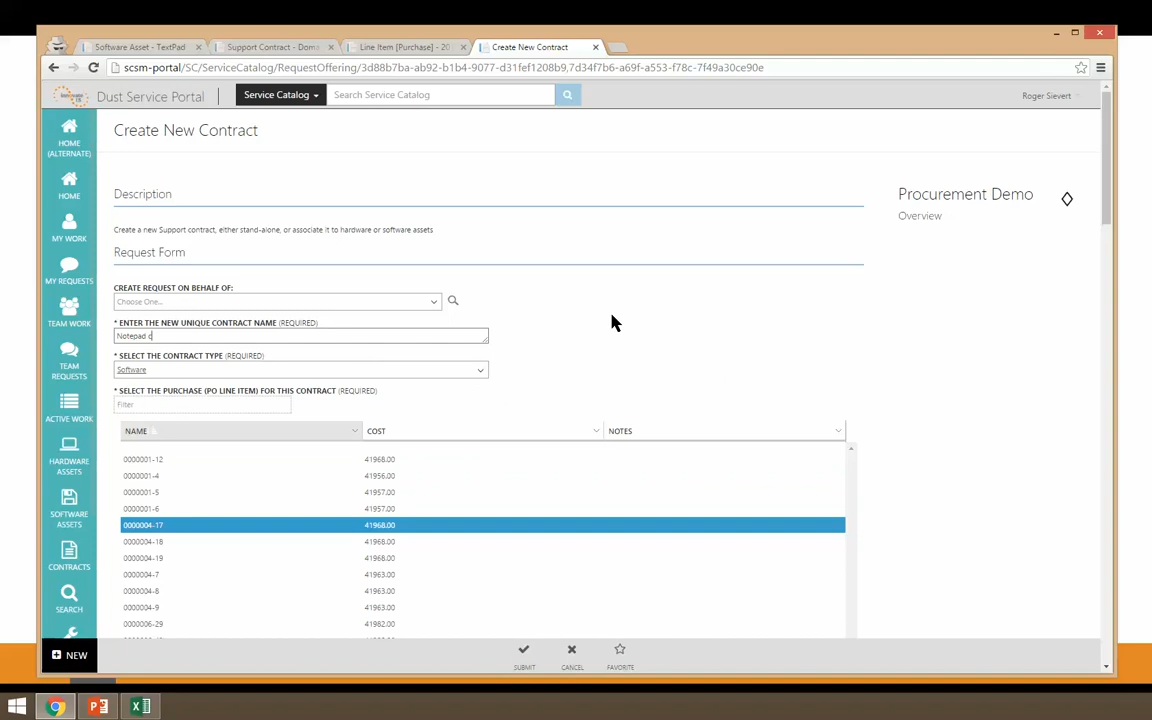 Software Asset - TextPad
Support Contract - Doma
Line Item [Purchase] - 20
Create New Contract
scsm-portal/SC/ServiceCatalog/RequestOffering/3d88b7ba-ab92-b1b4-9077-d31fef1208b9,7d34f7b6-a69f-a553-f78c-7f49a30ce90e
Dust Service Portal
Service Catalog
Search Service Catalog
Roger Sievert
HOME
(ALTERNATE)
HOME
MY WORK
MY REQUESTS
TEAM WORK
TEAM
REQUESTS
ACTIVE WORK
HARDWARE
ASSETS
SOFTWARE
ASSETS
CONTRACTS
SEARCH
NEW
Create New Contract
Description
Create a new Support contract, either stand-alone, or associate it to hardware or software assets
Request Form
CREATE REQUEST ON BEHALF OF:
Choose One...
* ENTER THE NEW UNIQUE CONTRACT NAME (REQUIRED)
Notepad c
* SELECT THE CONTRACT TYPE (REQUIRED)
Software
* SELECT THE PURCHASE (PO LINE ITEM) FOR THIS CONTRACT (REQUIRED)
Filter
NAME COST NOTES
0000001-12 41968.00
0000001-4 41956.00
0000001-5 41957.00
0000001-6 41957.00
0000004-17 41968.00
0000004-18 41968.00
0000004-19 41968.00
0000004-7 41963.00
0000004-8 41963.00
0000004-9 41963.00
0000006-29 41982.00
Procurement Demo
Overview
SUBMIT
CANCEL
FAVORITE